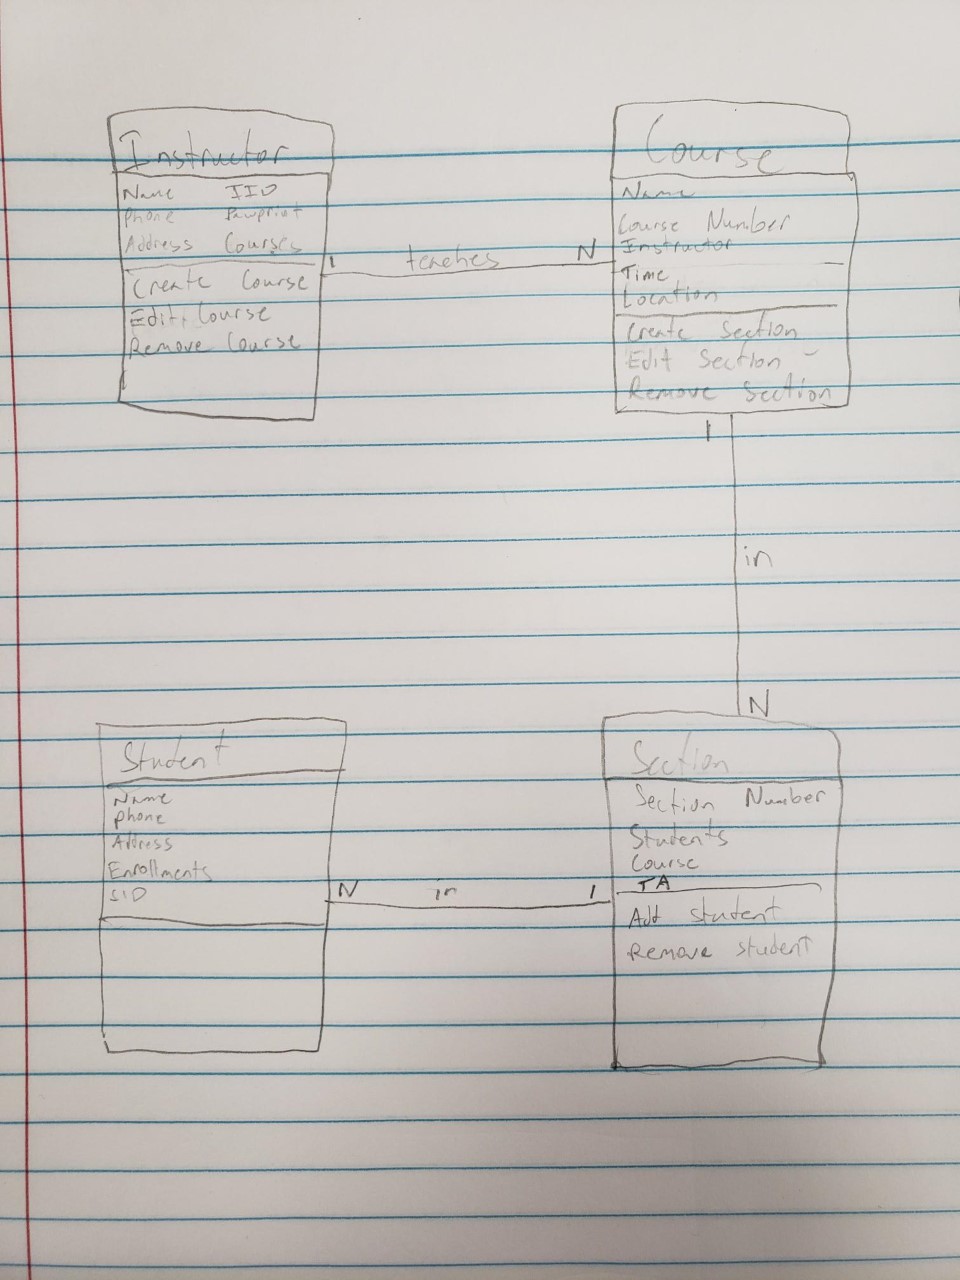 Instructor
Name IID
Phone Pawprint
Address Courses
Create Course
Edit Course
Remove Course
1 teaches N
Course
Name
Course Number
Instructor
Time
Location
Create Section
Edit Section
Remove Section
1
in
N
Student
Name
Phone
Address
Enrollments
SID
N in 1
Section
Section Number
Students
Course
TA
Add student
Remove student